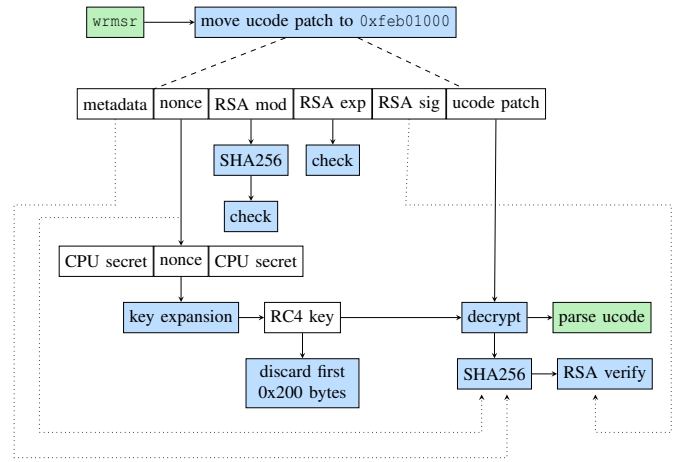 wrmsr
move ucode patch to 0xfeb01000
metadata nonce RSA mod RSA exp RSA sig ucode patch
SHA256
check
check
CPU secret nonce CPU secret
key expansion
RC4 key
decrypt
parse ucode
discard first
0x200 bytes
SHA256
RSA verify